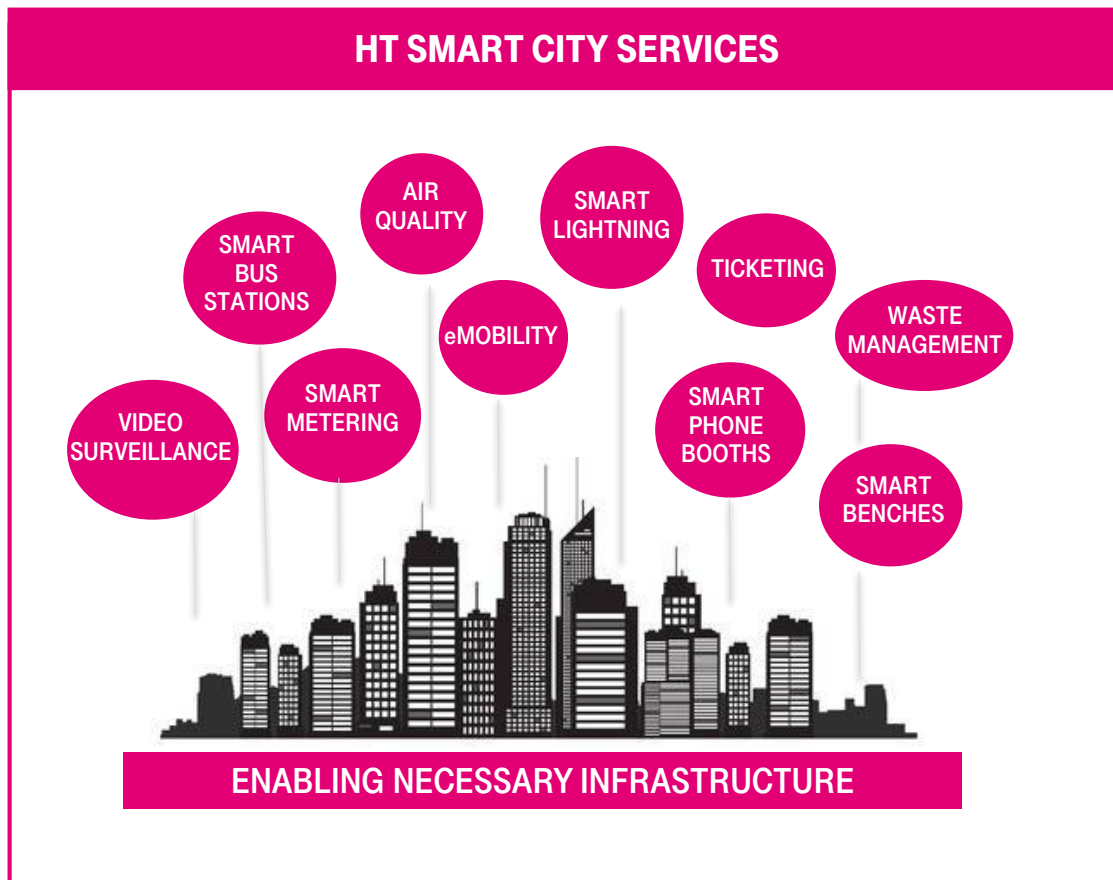 HT SMART CITY SERVICES
AIR
QUALITY
SMART
LIGHTNING
SMART
BUS
STATIONS
TICKETING
eMOBILITY
WASTE
MANAGEMENT
SMART
METERING
SMART
PHONE
BOOTHS
VIDEO
SURVEILLANCE
SMART
BENCHES
ENABLING NECESSARY INFRASTRUCTURE